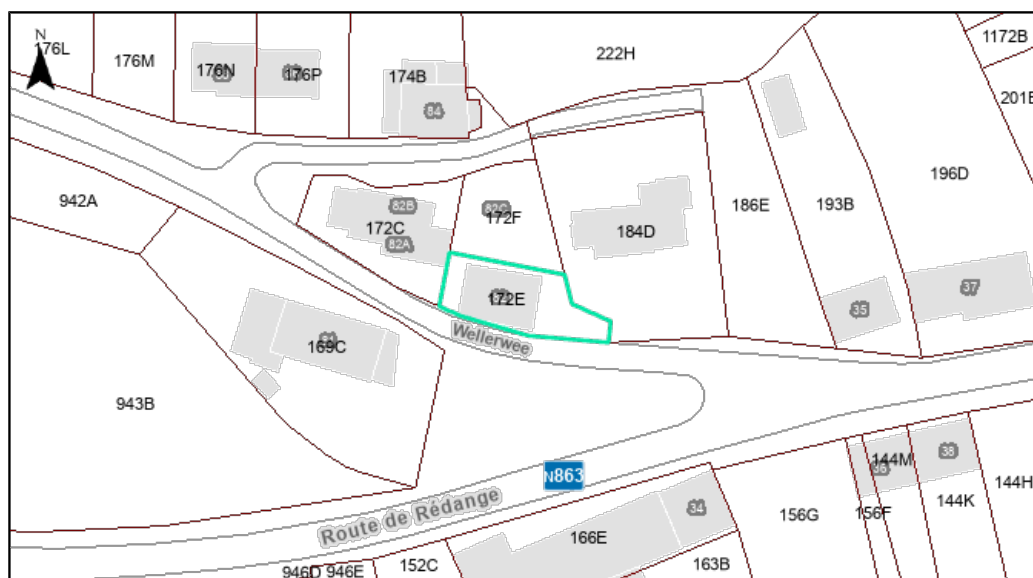 N
176L
176M
176N
176P
174B
84
222H
1172B
201E
196D
193B
186E
184D
942A
82B
172C
82A
82C
172F
172E
Wellerwee
37
35
169C
943B
N863
Route de Rédange
34
166E
163B
152C
946D
946E
156G
156F
144M
38
144K
144H